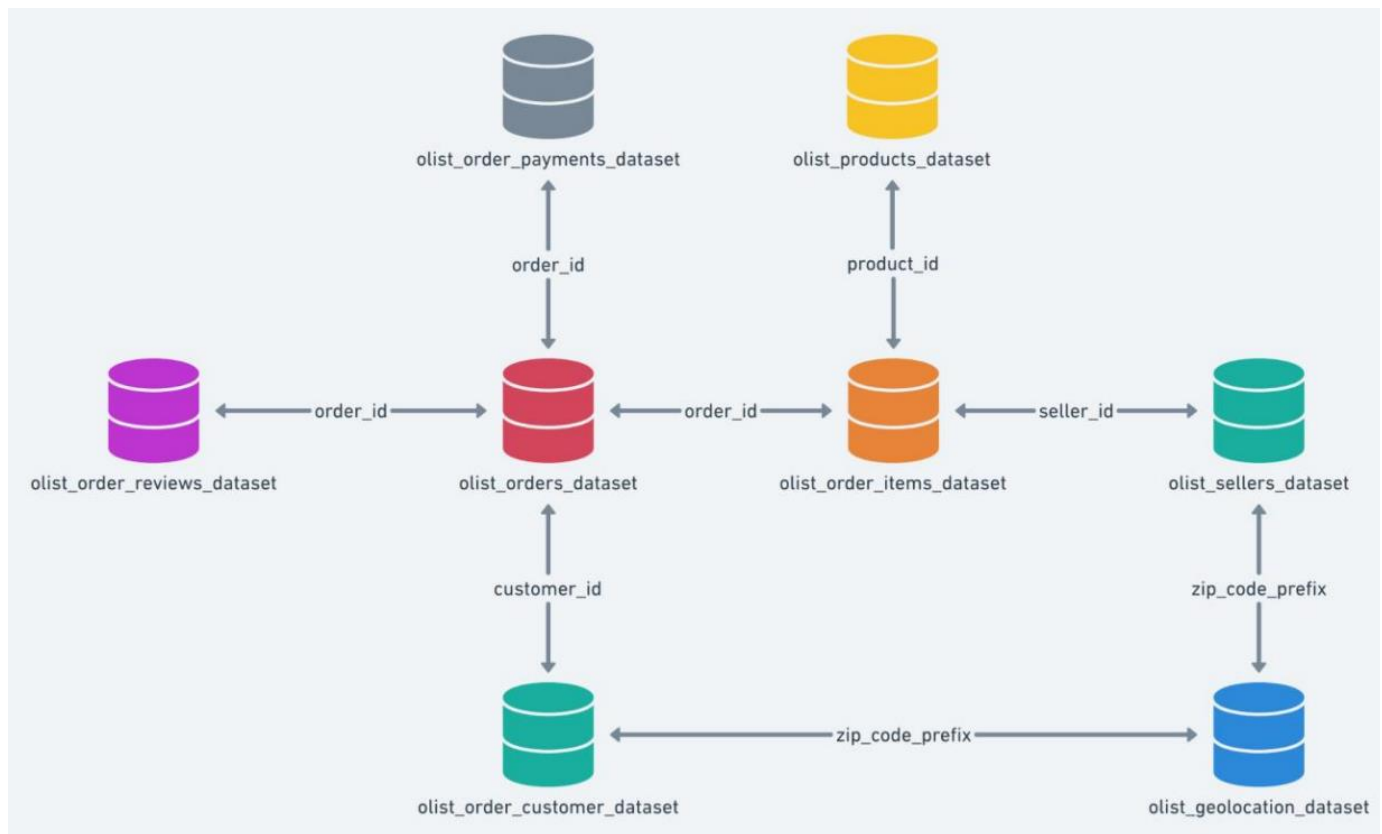 olist_order_payments_dataset
olist_products_dataset
order_id
product_id
order_id
order_id
seller_id
olist_order_reviews_dataset
olist_orders_dataset
olist_order_items_dataset
olist_sellers_dataset
customer_id
zip_code_prefix
zip_code_prefix
olist_order_customer_dataset
olist_geolocation_dataset